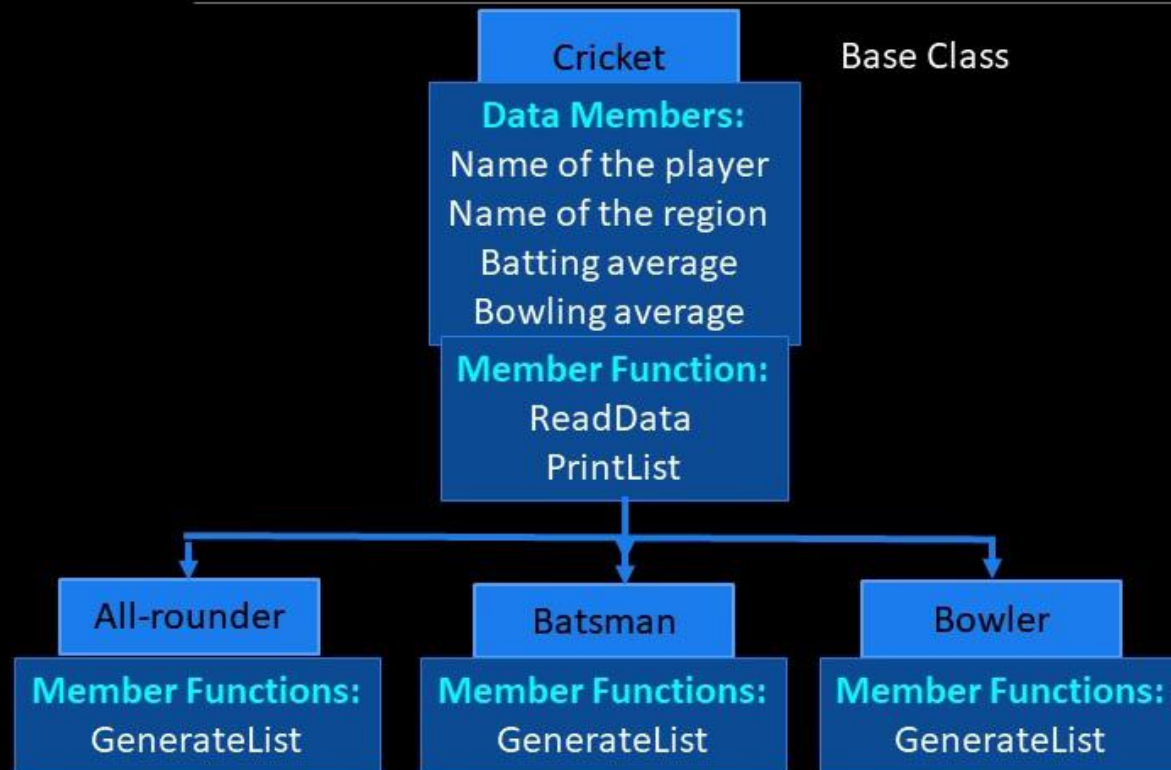 Cricket
Base Class
Data Members:
Name of the player
Name of the region
Batting average
Bowling average
Member Function:
ReadData
PrintList
All-rounder
Member Functions:
GenerateList
Batsman
Member Functions:
GenerateList
Bowler
Member Functions:
GenerateList